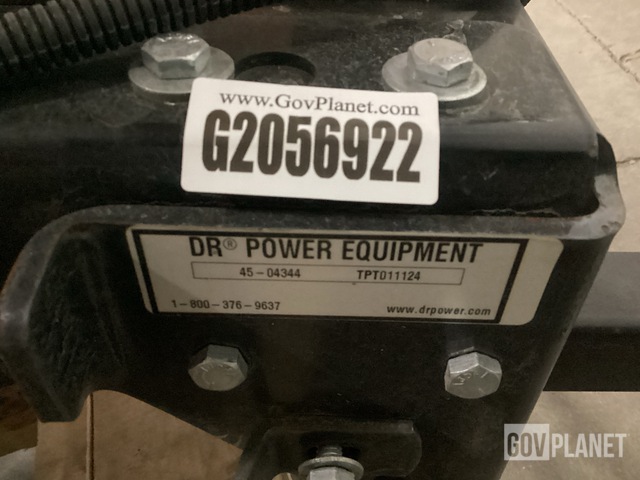 www.GovPlanet.com
G2056922
DR® POWER EQUIPMENT
45-04344 TPT011124
1-800-376-9637 www.drpower.com
GOVPLANET